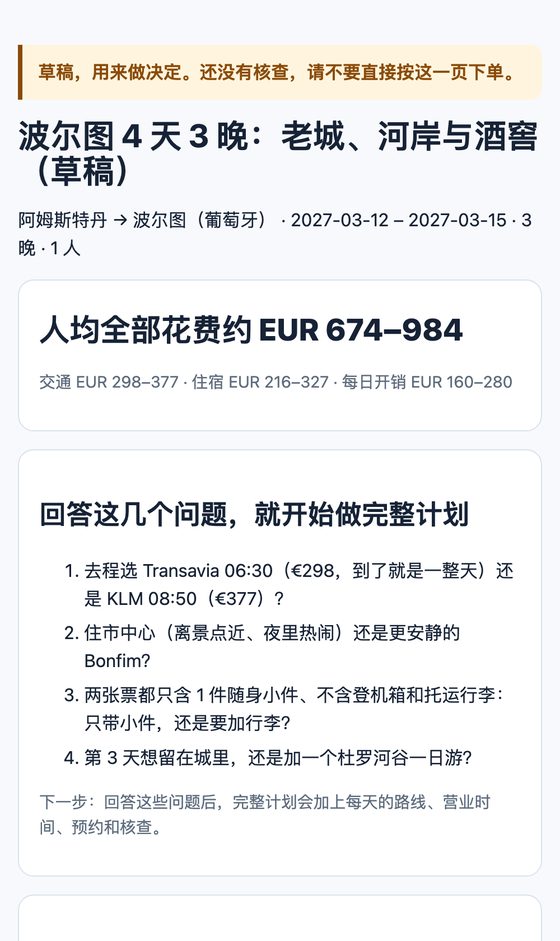 草稿，用来做决定。还没有核查，请不要直接按这一页下单。
波尔图 4 天 3 晚：老城、河岸与酒窖
（草稿）
阿姆斯特丹 → 波尔图（葡萄牙） · 2027-03-12 – 2027-03-15 · 3
晚 · 1 人
人均全部花费约 EUR 674–984
交通 EUR 298–377 · 住宿 EUR 216–327 · 每日开销 EUR 160–280
回答这几个问题，就开始做完整计划
1. 去程选 Transavia 06:30（€298，到了就是一整天）还
是 KLM 08:50（€377）？
2. 住市中心（离景点近、夜里热闹）还是更安静的
Bonfim?
3. 两张票都只含 1 件随身小件、不含登机箱和托运行李：
只带小件，还是要加行李?
4. 第 3 天想留在城里，还是加一个杜罗河谷一日游?
下一步：回答这些问题后，完整计划会加上每天的路线、营业时
间、预约和核查。